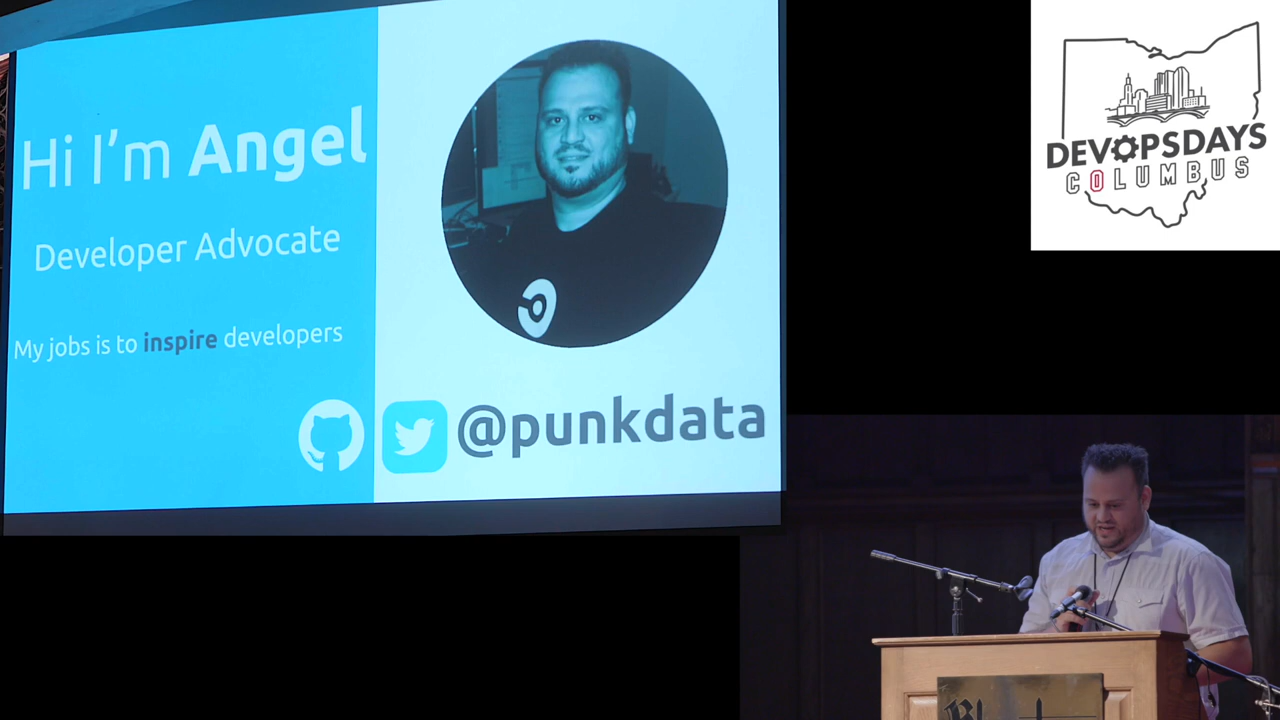 Hi I'm Angel
Developer Advocate
My jobs is to inspire developers
@punkdata
DEVOPSDAYS
COLUMBUS